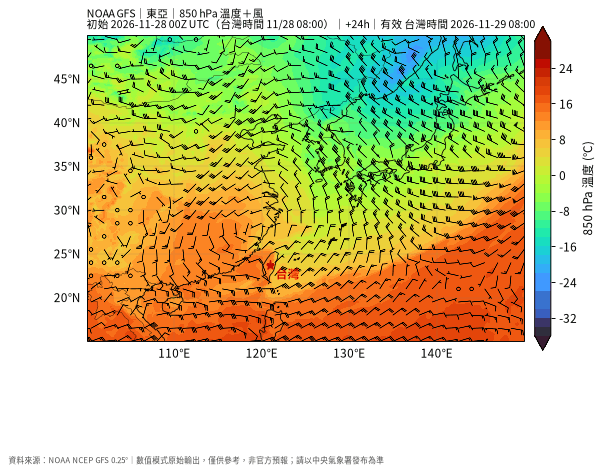 NOAA GFS｜東亞｜850 hPa 溫度＋風
初始 2026-11-28 00Z UTC（台灣時間 11/28 08:00）｜+24h｜有效 台灣時間 2026-11-29 08:00
45°N
40°N
35°N
30°N
25°N
20°N
110°E
120°E
130°E
140°E
台灣
24
16
8
0
-8
-16
-24
-32
850 hPa 溫度 (°C)
資料來源：NOAA NCEP GFS 0.25°｜數值模式原始輸出，僅供參考，非官方預報；請以中央氣象署發布為準